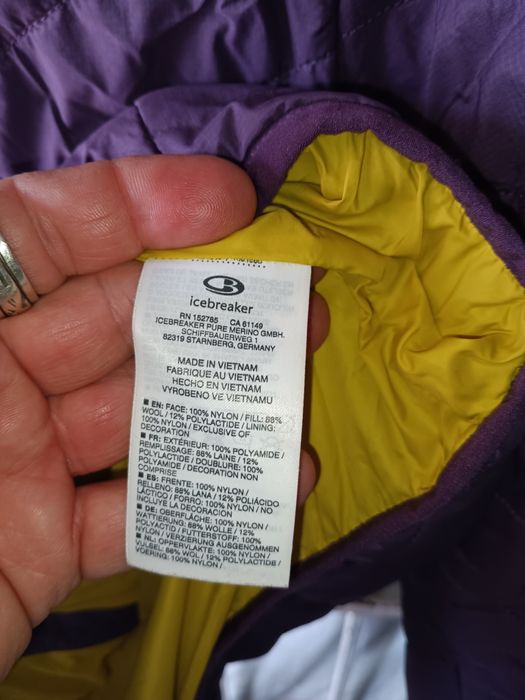 icebreaker
RN 152785 CA 61149
ICEBREAKER PURE MERINO GMBH.
SCHIFFBAUERWEG 1
82319 STARNBERG, GERMANY
MADE IN VIETNAM
FABRIQUE AU VIETNAM
HECHO EN VIETNAM
VYROBENO VE VIETNAMU
■ EN: FACE: 100% NYLON / FILL: 88%
WOOL / 12% POLYLACTIDE / LINING:
100% NYLON / EXCLUSIVE OF
DECORATION
■ FR: EXTÉRIEUR: 100% POLYAMIDE /
REMPLISSAGE: 88% LAINE / 12%
POLYLACTIDE / DOUBLURE: 100%
POLYAMIDE / DECORATION NON
COMPRISE
■ ES: FRENTE: 100% NYLON /
RELLENO: 88% LANA / 12% POLIÁCIDO
LÁCTICO / FORRO: 100% NYLON / NO
INCLUYE LA DECORACIÓN
■ DE: OBERFLÄCHE: 100% NYLON /
WATTIERUNG: 88% WOLLE / 12%
POLYACTID / FUTTERSTOFF: 100%
NYLON / VERZIERUNG AUSGENOMMEN
■ NL: OPPERVLAKTE: 100% NYLON /
VULSEL: 88% WOL / 12% POLYLACTIDE /
VOERING: 100% NYLON /